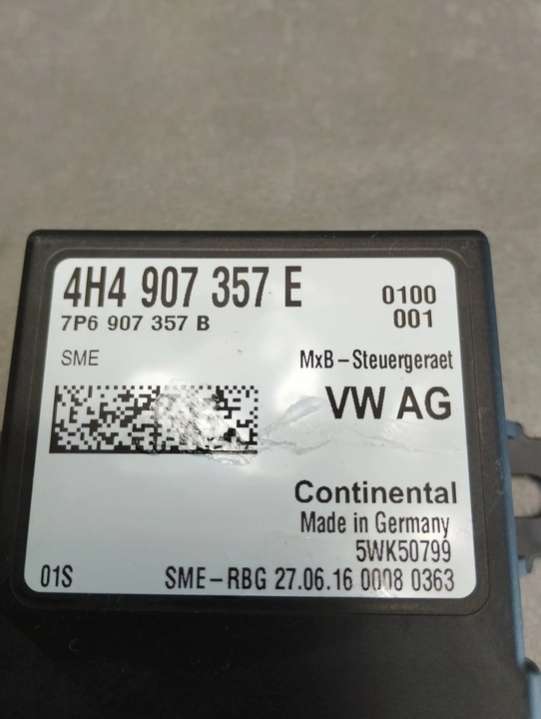 4H4 907 357 E
0100
7P6 907 357 B
001
SME
MxB-Steuergeraet
VW AG
Continental
Made in Germany
5WK50799
01S SME-RBG 27.06.16 0008 0363